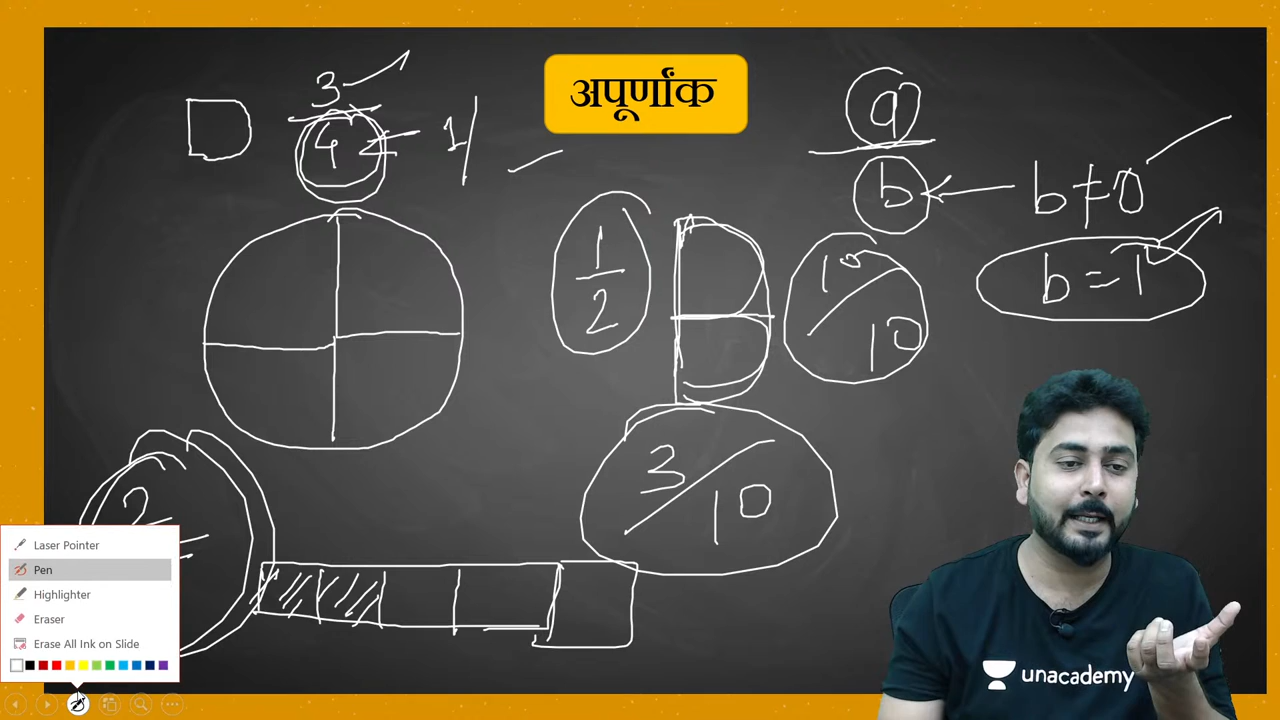 अपूर्णांक
3
4
1
a
b
b ≠ 0
b = 1
1
2
10/10
3/10
2
Laser Pointer
Pen
Highlighter
Eraser
Erase All Ink on Slide
unacademy